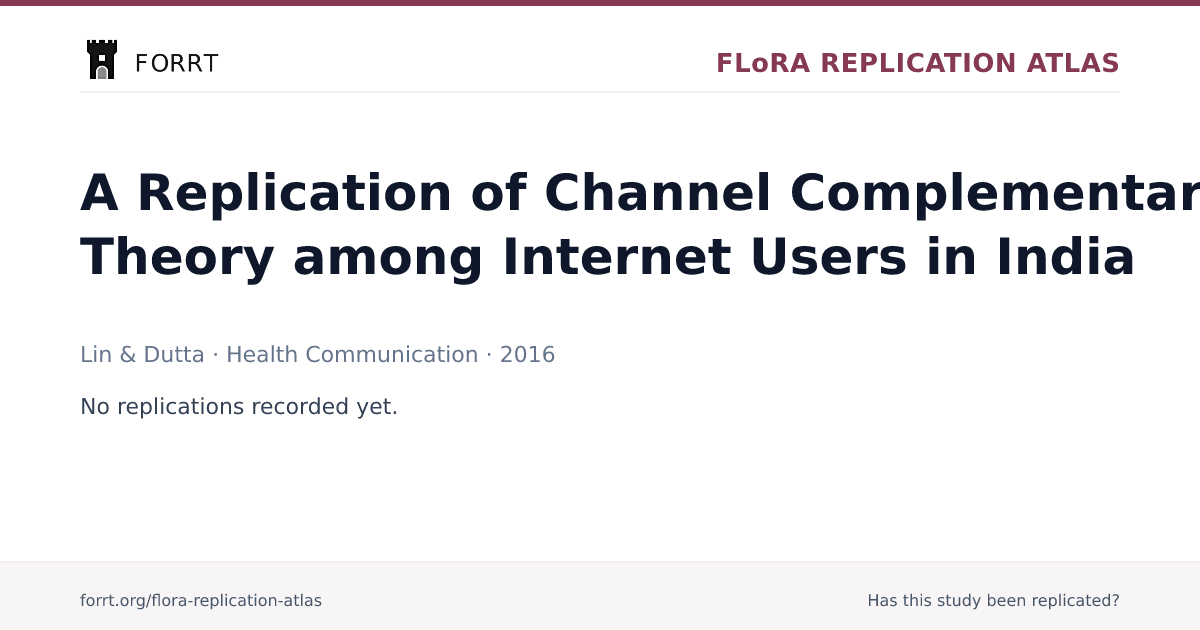 FORRT
FLoRA REPLICATION ATLAS
A Replication of Channel Complementar
Theory among Internet Users in India
Lin & Dutta · Health Communication · 2016
No replications recorded yet.
forrt.org/flora-replication-atlas
Has this study been replicated?